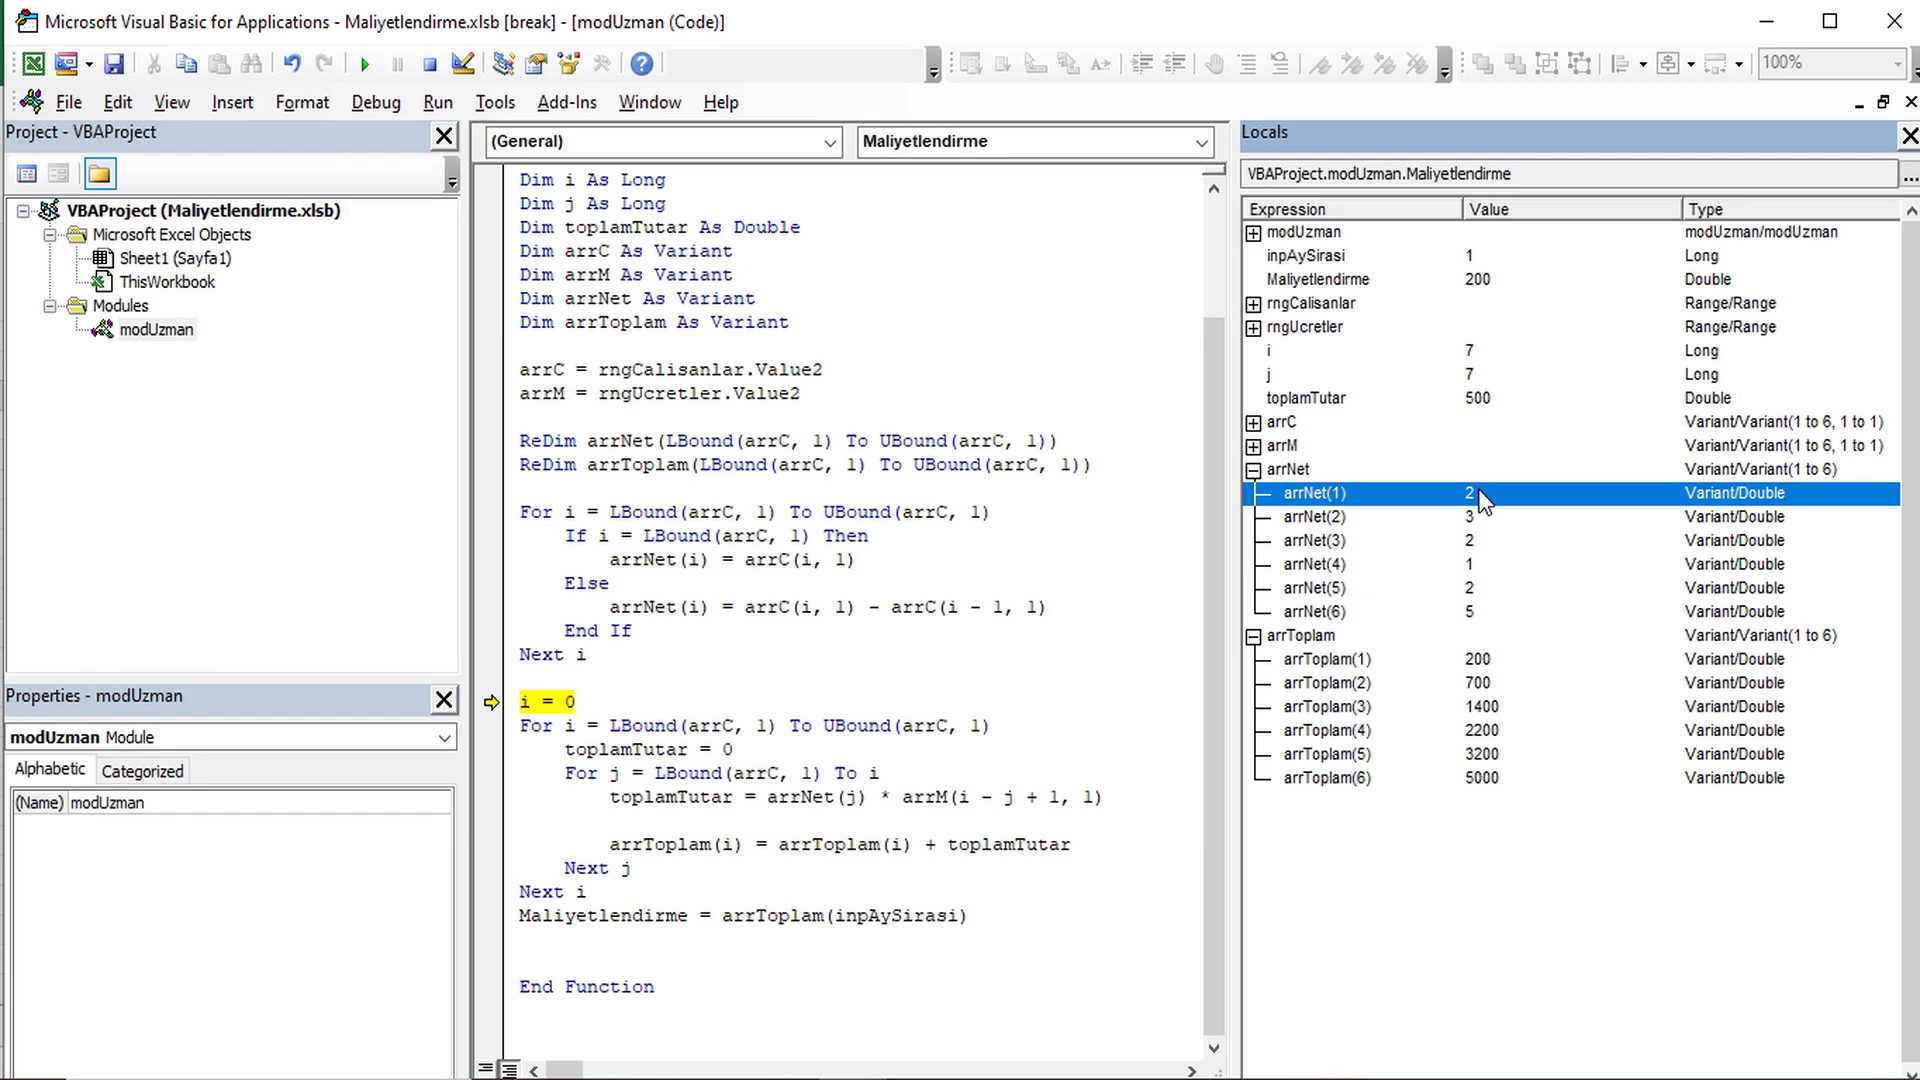 Microsoft Visual Basic for Applications - Maliyetlendirme.xlsb [break] - [modUzman (Code)]
100%
File Edit View Insert Format Debug Run Tools Add-Ins Window Help
Project - VBAProject
VBAProject (Maliyetlendirme.xlsb)
Microsoft Excel Objects
Sheet1 (Sayfa1)
ThisWorkbook
Modules
modUzman
Properties - modUzman
modUzman Module
Alphabetic Categorized
(Name) modUzman
(General) Maliyetlendirme
Dim i As Long
Dim j As Long
Dim toplamTutar As Double
Dim arrC As Variant
Dim arrM As Variant
Dim arrNet As Variant
Dim arrToplam As Variant
arrC = rngCalisanlar.Value2
arrM = rngUcretler.Value2
ReDim arrNet(LBound(arrC, 1) To UBound(arrC, 1))
ReDim arrToplam(LBound(arrC, 1) To UBound(arrC, 1))
For i = LBound(arrC, 1) To UBound(arrC, 1)
If i = LBound(arrC, 1) Then
arrNet(i) = arrC(i, 1)
Else
arrNet(i) = arrC(i, 1) - arrC(i - 1, 1)
End If
Next i
i = 0
For i = LBound(arrC, 1) To UBound(arrC, 1)
toplamTutar = 0
For j = LBound(arrC, 1) To i
toplamTutar = arrNet(j) * arrM(i - j + 1, 1)
arrToplam(i) = arrToplam(i) + toplamTutar
Next j
Next i
Maliyetlendirme = arrToplam(inpAySirasi)
End Function
Locals
VBAProject.modUzman.Maliyetlendirme
...
Expression Value Type
modUzman modUzman/modUzman
inpAySirasi 1 Long
Maliyetlendirme 200 Double
rngCalisanlar Range/Range
rngUcretler Range/Range
i 7 Long
j 7 Long
toplamTutar 500 Double
arrC Variant/Variant(1 to 6, 1 to 1)
arrM Variant/Variant(1 to 6, 1 to 1)
arrNet Variant/Variant(1 to 6)
arrNet(1) 2 Variant/Double
arrNet(2) 3 Variant/Double
arrNet(3) 2 Variant/Double
arrNet(4) 1 Variant/Double
arrNet(5) 2 Variant/Double
arrNet(6) 5 Variant/Double
arrToplam Variant/Variant(1 to 6)
arrToplam(1) 200 Variant/Double
arrToplam(2) 700 Variant/Double
arrToplam(3) 1400 Variant/Double
arrToplam(4) 2200 Variant/Double
arrToplam(5) 3200 Variant/Double
arrToplam(6) 5000 Variant/Double